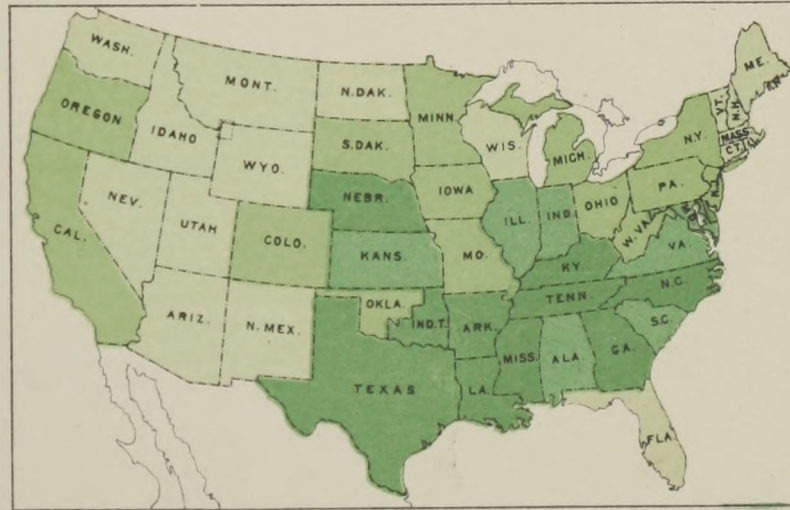 WASH.
OREGON
CAL.
IDAHO
NEV.
MONT.
WYO.
UTAH
ARIZ.
COLO.
N. MEX.
N. DAK.
S. DAK.
NEBR.
KANS.
OKLA.
IND.T.
TEXAS
MINN.
IOWA
MO.
ARK.
LA.
WIS.
ILL.
MICH.
IND.
OHIO
KY.
TENN.
MISS.
ALA.
GA.
FLA.
S.C.
N.C.
VA.
W.VA.
PA.
N.Y.
N.J.
VT.
N.H.
ME.
MASS.
CT.